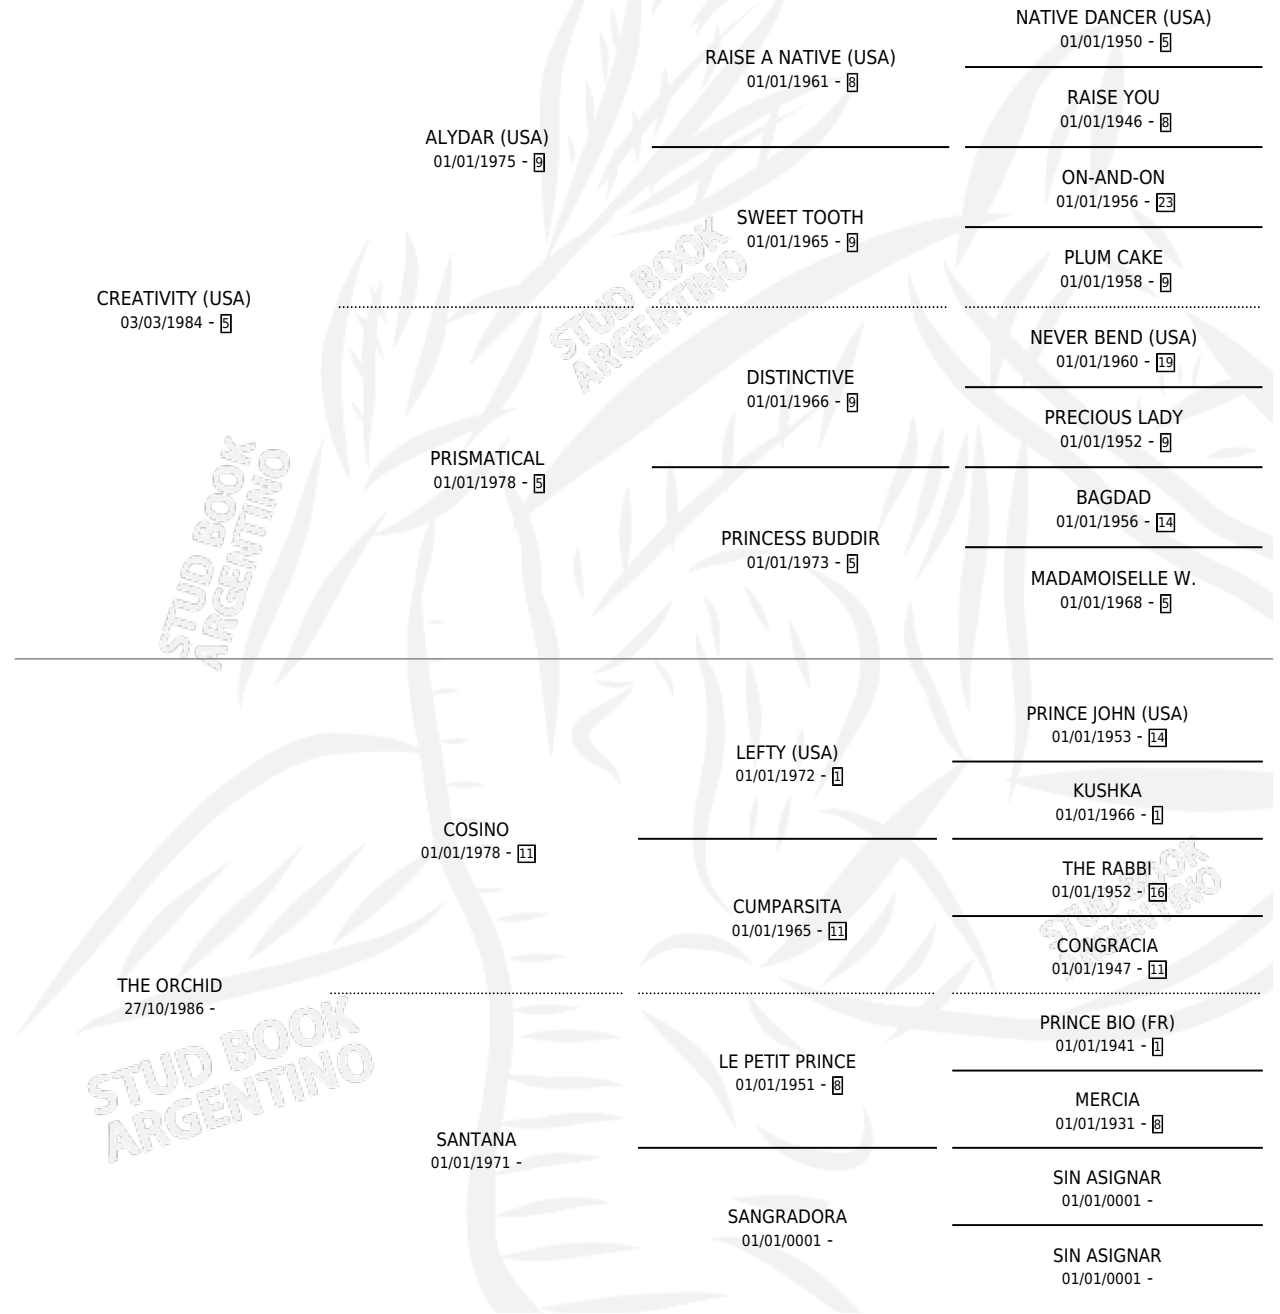 NATIVE DANCER (USA)
01/01/1950 - 5
RAISE A NATIVE (USA)
01/01/1961 - 8
RAISE YOU
01/01/1946 - 8
ALYDAR (USA)
01/01/1975 - 9
ON-AND-ON
01/01/1956 - 23
SWEET TOOTH
01/01/1965 - 9
PLUM CAKE
01/01/1958 - 9
CREATIVITY (USA)
03/03/1984 - 5
NEVER BEND (USA)
01/01/1960 - 19
DISTINCTIVE
01/01/1966 - 9
PRECIOUS LADY
01/01/1952 - 9
PRISMATICAL
01/01/1978 - 5
BAGDAD
01/01/1956 - 14
PRINCESS BUDDIR
01/01/1973 - 5
MADAMOISELLE W.
01/01/1968 - 5
PRINCE JOHN (USA)
01/01/1953 - 14
LEFTY (USA)
01/01/1972 - 1
KUSHKA
01/01/1966 - 1
COSINO
01/01/1978 - 11
THE RABBI
01/01/1952 - 16
CUMPARSITA
01/01/1965 - 11
CONGRACIA
01/01/1947 - 11
THE ORCHID
27/10/1986 -
PRINCE BIO (FR)
01/01/1941 - 1
LE PETIT PRINCE
01/01/1951 - 8
MERCIA
01/01/1931 - 8
SANTANA
01/01/1971 -
SIN ASIGNAR
01/01/0001 -
SANGRADORA
01/01/0001 -
SIN ASIGNAR
01/01/0001 -
STUD BOOK
ARGENTINO
STUD BOOK
ARGENTINO
STUD BOOK
ARGENTINO
STUD BOOK
ARGENTINO